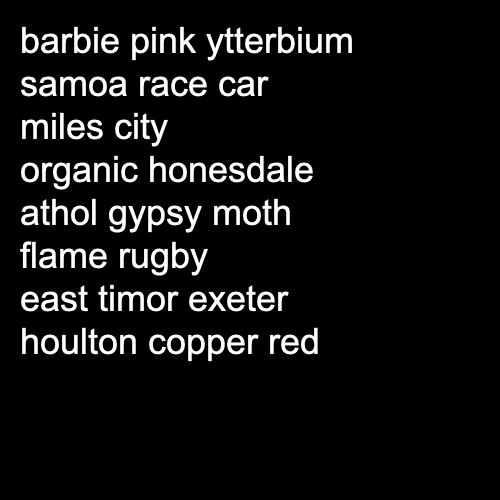 barbie pink ytterbium
samoa race car
miles city
organic honesdale
athol gypsy moth
flame rugby
east timor exeter
houlton copper red